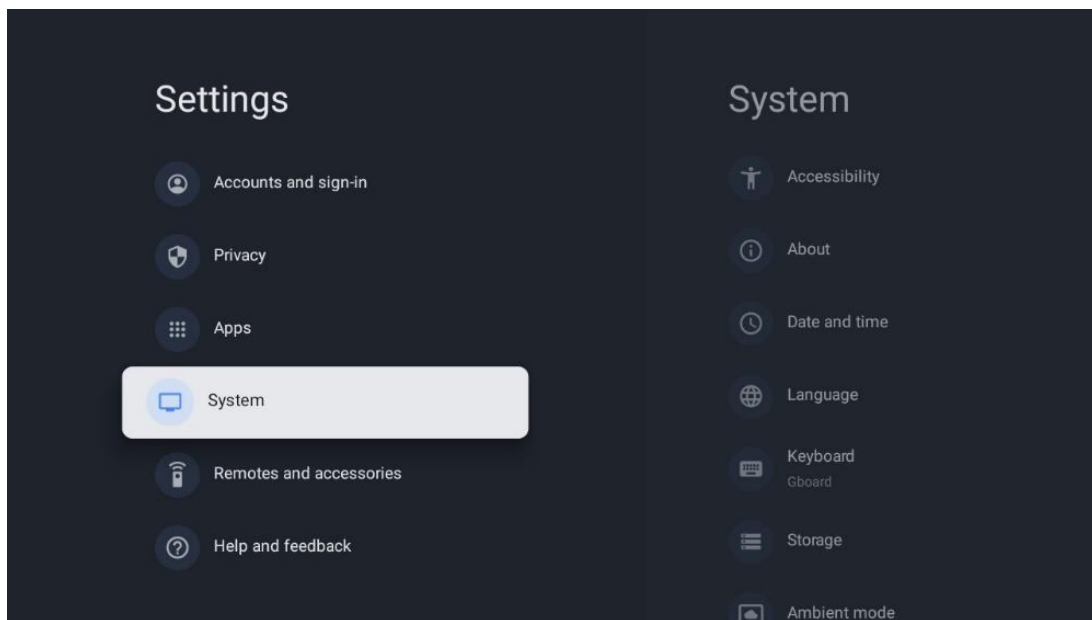 Settings
Accounts and sign-in
Privacy
Apps
System
Remotes and accessories
Help and feedback
System
Accessibility
About
Date and time
Language
Keyboard
Gboard
Storage
Ambient mode